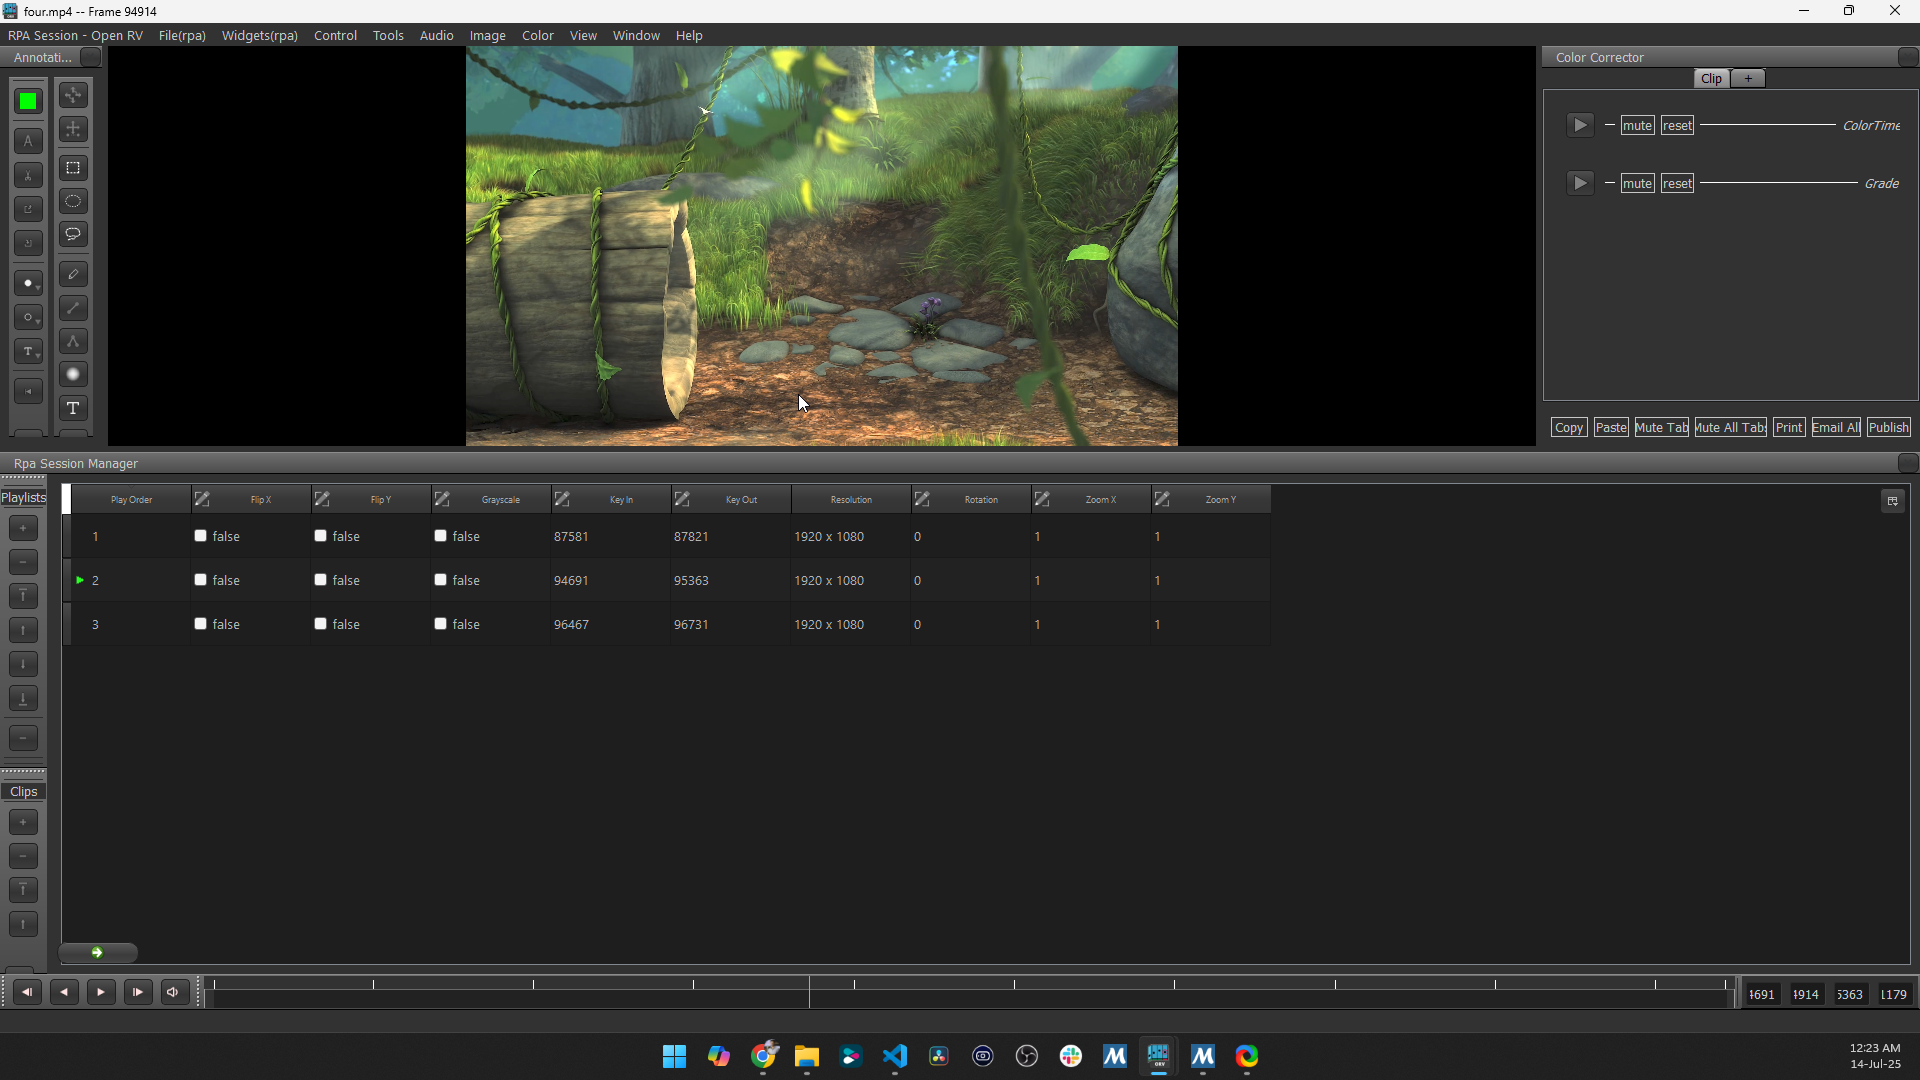 four.mp4 -- Frame 94914
RPA Session - Open RV File(rpa) Widgets(rpa) Control Tools Audio Image Color View Window Help
Annotati...
Color Corrector
Clip +
mute reset ColorTime
mute reset Grade
A
T
T
Copy Paste Mute Tab Mute All Tab Print Email All Publish
Rpa Session Manager
Playlists
Play Order Flip X Flip Y Grayscale Key In Key Out Resolution Rotation Zoom X Zoom Y
1 false false false 87581 87821 1920 x 1080 0 1 1
2 false false false 94691 95363 1920 x 1080 0 1 1
3 false false false 96467 96731 1920 x 1080 0 1 1
Clips
4691 4914 5363 1179
ORV
12:23 AM
14-Jul-25